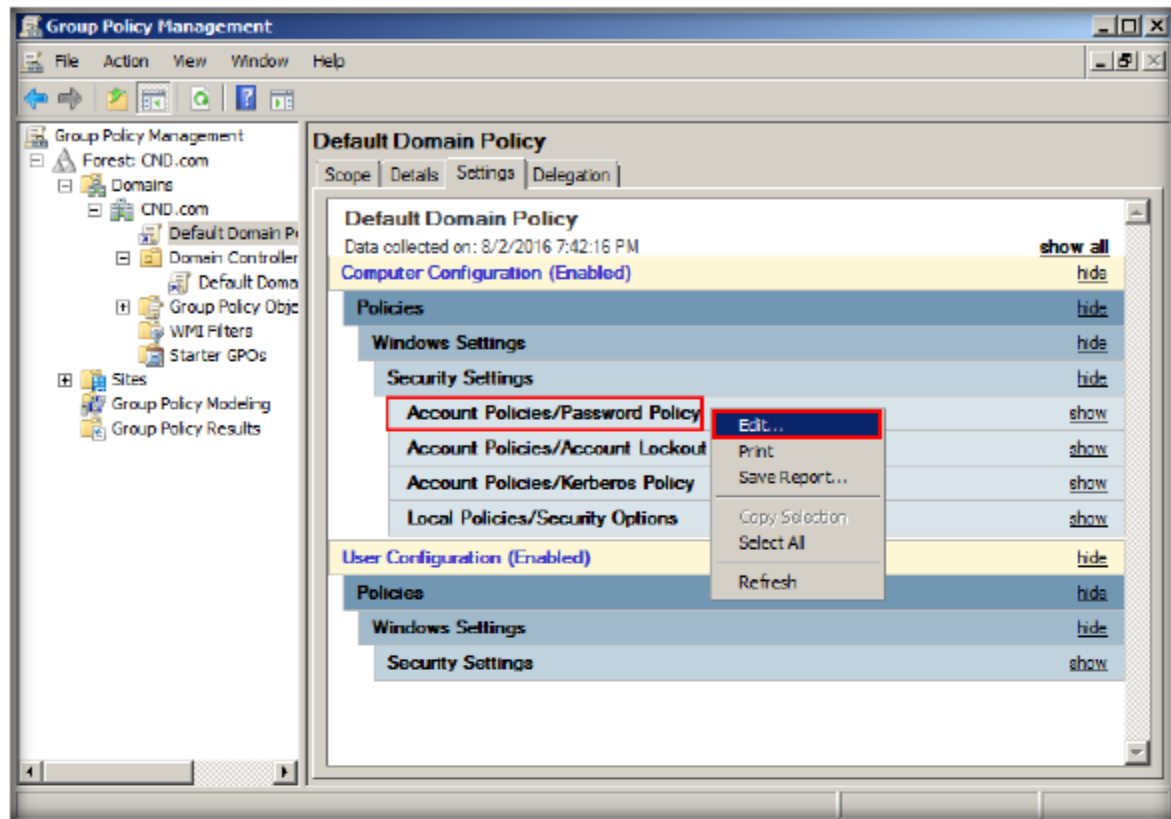 Group Policy Management
File Action View Window Help
Group Policy Management
Forest: CND.com
Domains
CND.com
Default Domain P
Domain Controller
Default Doma
Group Policy Obje
WMI Filters
Starter GPOs
Sites
Group Policy Modeling
Group Policy Results
Default Domain Policy
Scope Details Settings Delegation
Default Domain Policy
Data collected on: 8/2/2016 7:42:16 PM show all
Computer Configuration (Enabled) hide
Policies hide
Windows Settings hide
Security Settings hide
Account Policies/Password Policy show
Account Policies/Account Lockout show
Account Policies/Kerberos Policy show
Local Policies/Security Options show
User Configuration (Enabled) hide
Policies hide
Windows Settings hide
Security Settings show
Edit...
Print
Save Report...
Copy Selection
Select All
Refresh